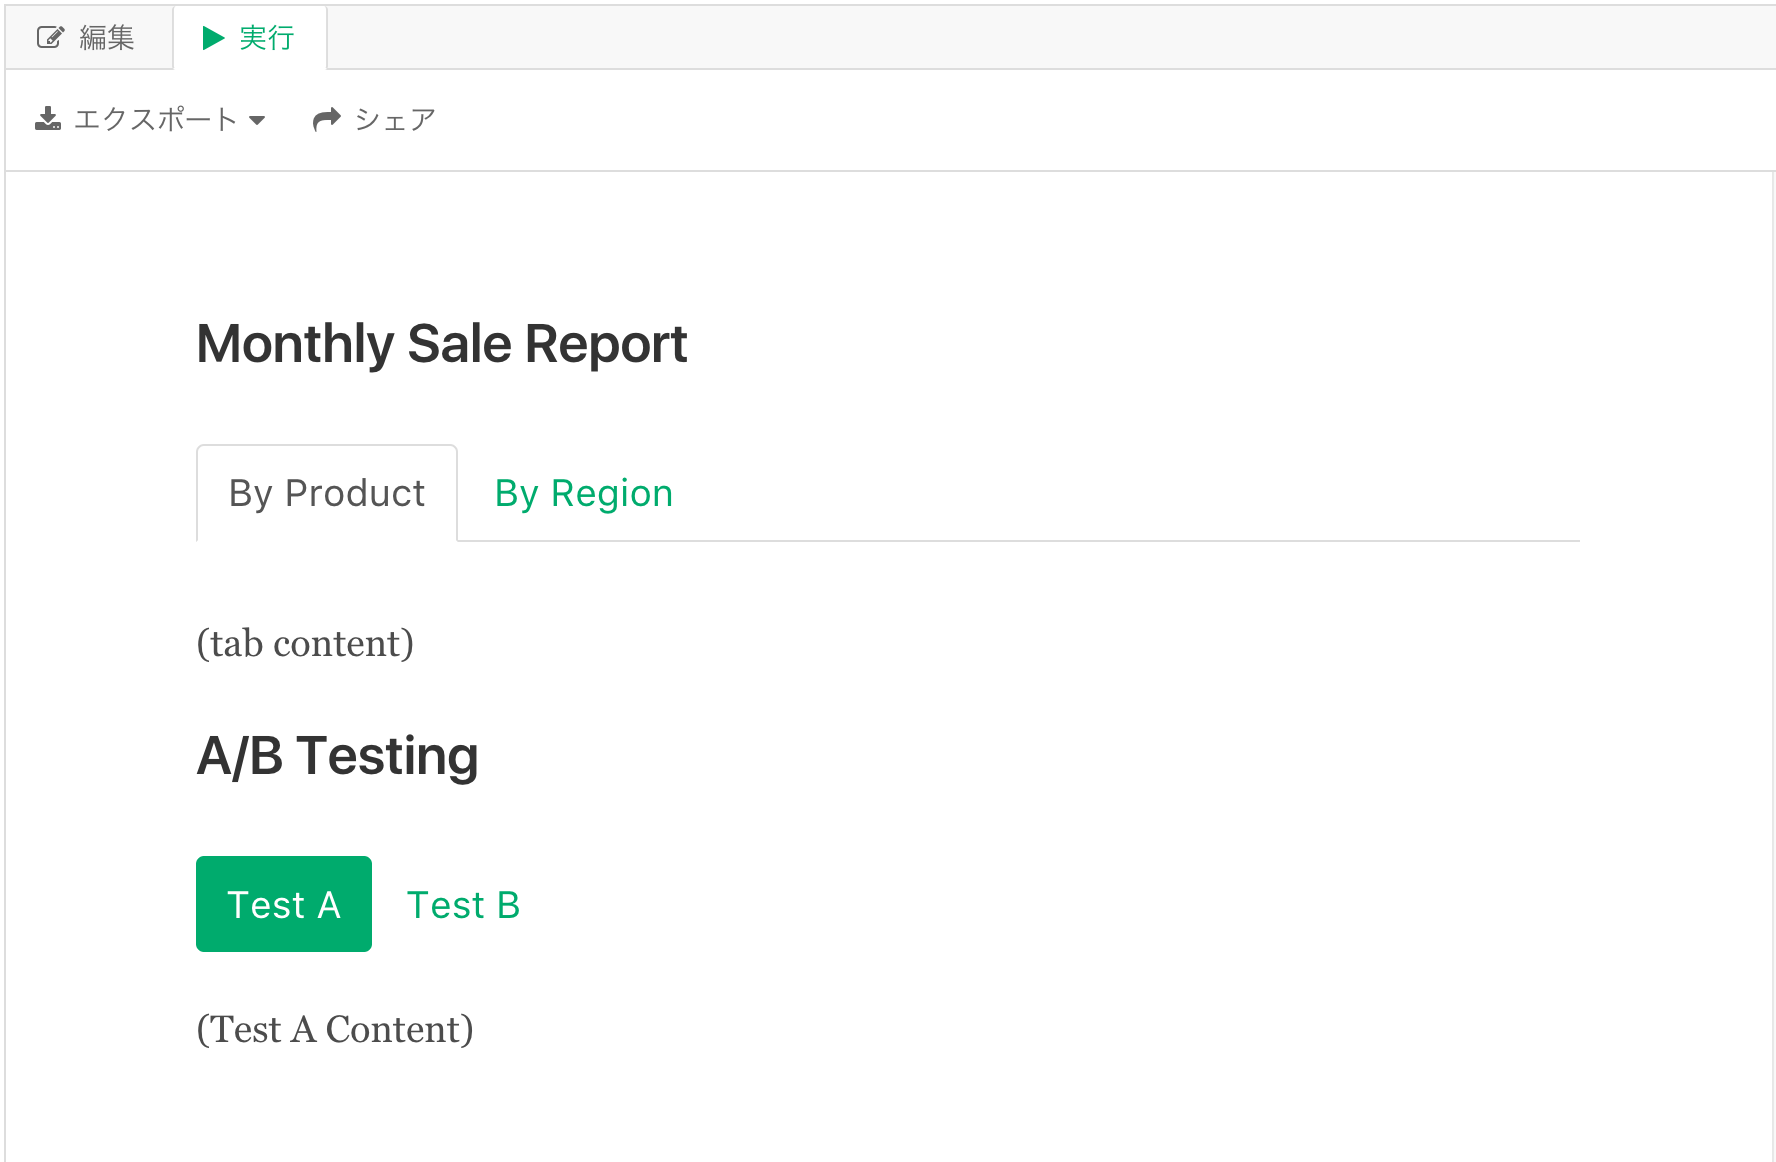 編集 実行
エクスポート シェア
Monthly Sale Report
By Product By Region
(tab content)
A/B Testing
Test A Test B
(Test A Content)